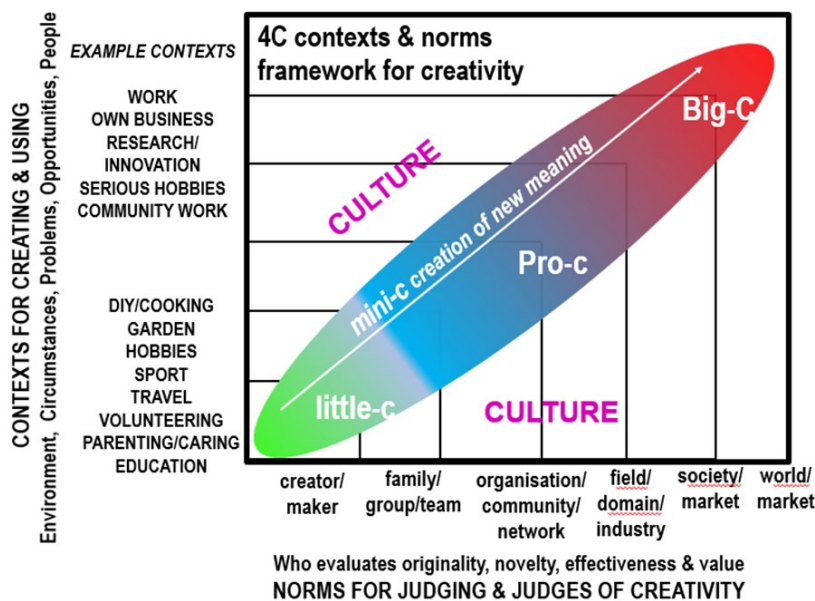 4C contexts & norms
framework for creativity
EXAMPLE CONTEXTS
WORK
OWN BUSINESS
RESEARCH/
INNOVATION
SERIOUS HOBBIES
COMMUNITY WORK
DIY/COOKING
GARDEN
HOBBIES
SPORT
TRAVEL
VOLUNTEERING
PARENTING/CARING
EDUCATION
CONTEXTS FOR CREATING & USING
Environment, Circumstances, Problems, Opportunities, People
CULTURE
Big-C
mini-c creation of new meaning
Pro-c
little-c
CULTURE
creator/
maker
family/
group/team
organisation/
community/
network
field/
domain/
industry
society/
market
world/
market
Who evaluates originality, novelty, effectiveness & value
NORMS FOR JUDGING & JUDGES OF CREATIVITY